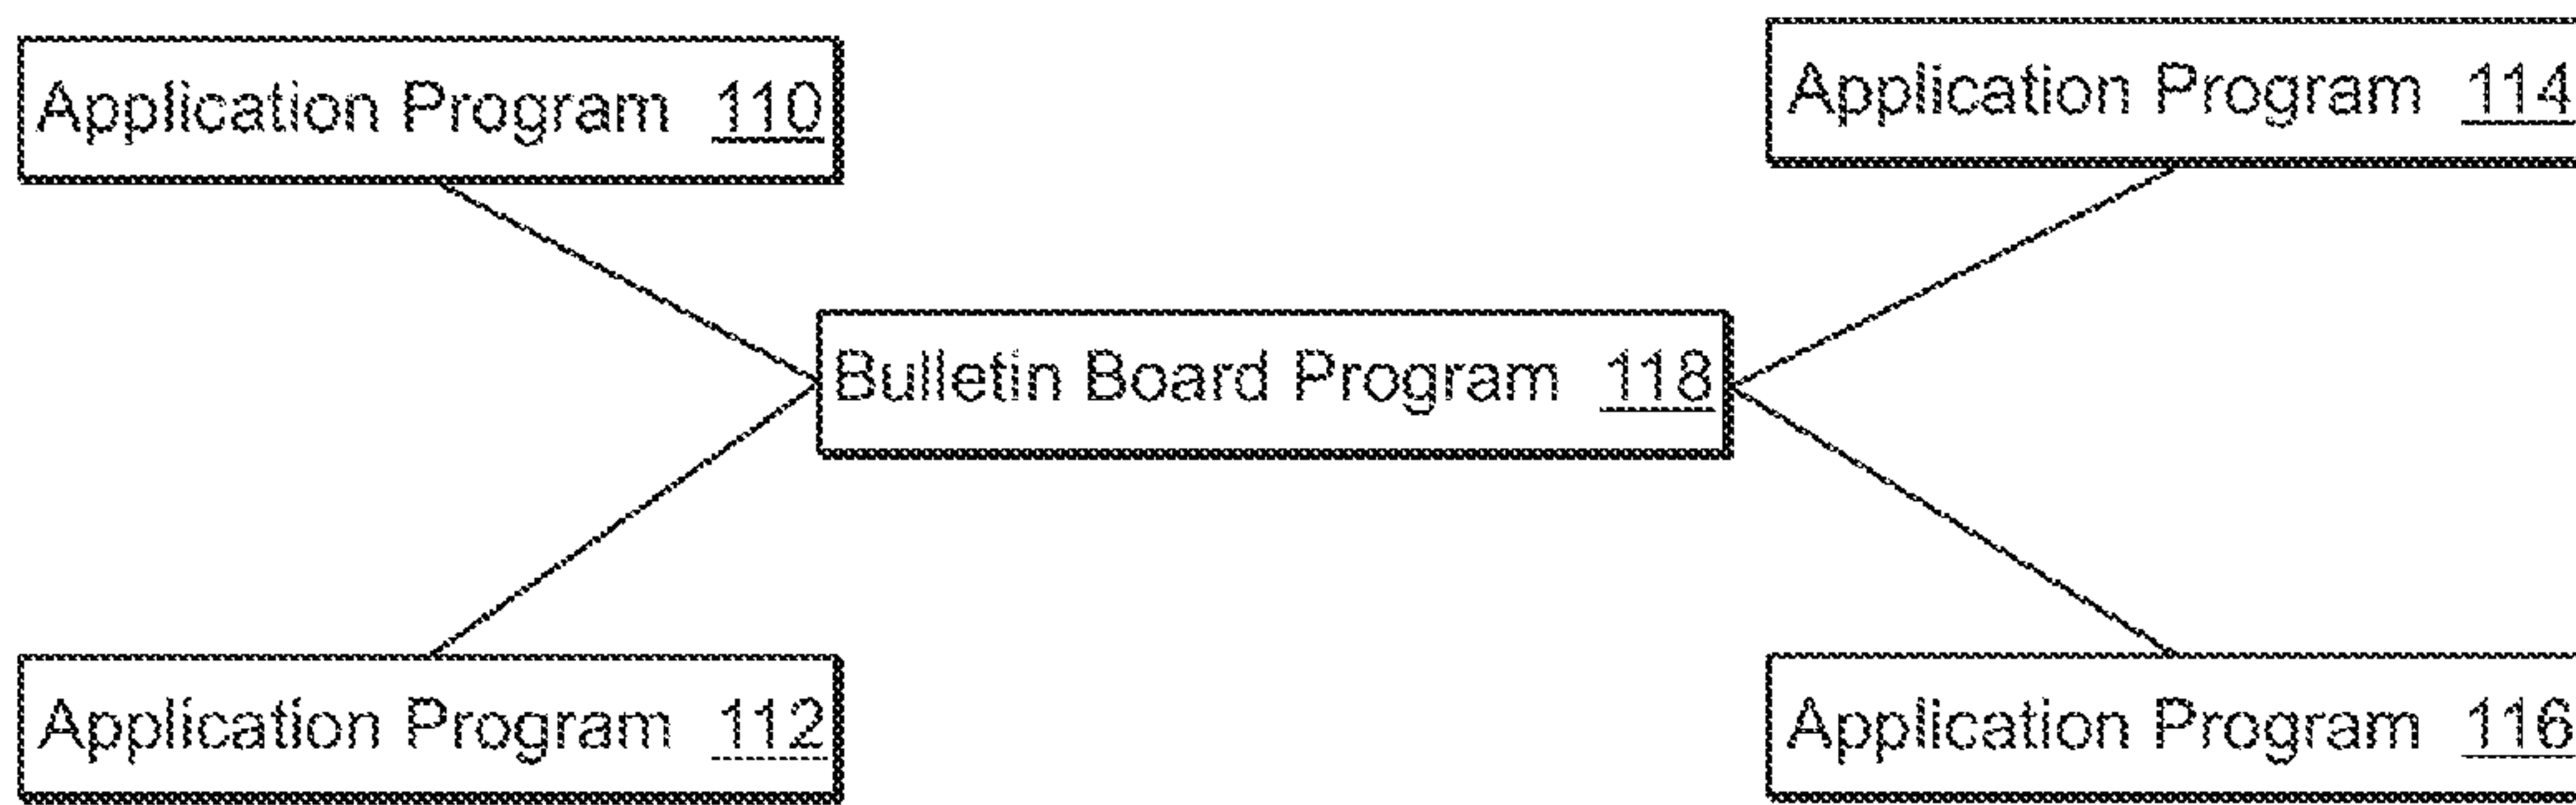 Application Program 110
Application Program 114
Bulletin Board Program 118
Application Program 112
Application Program 116